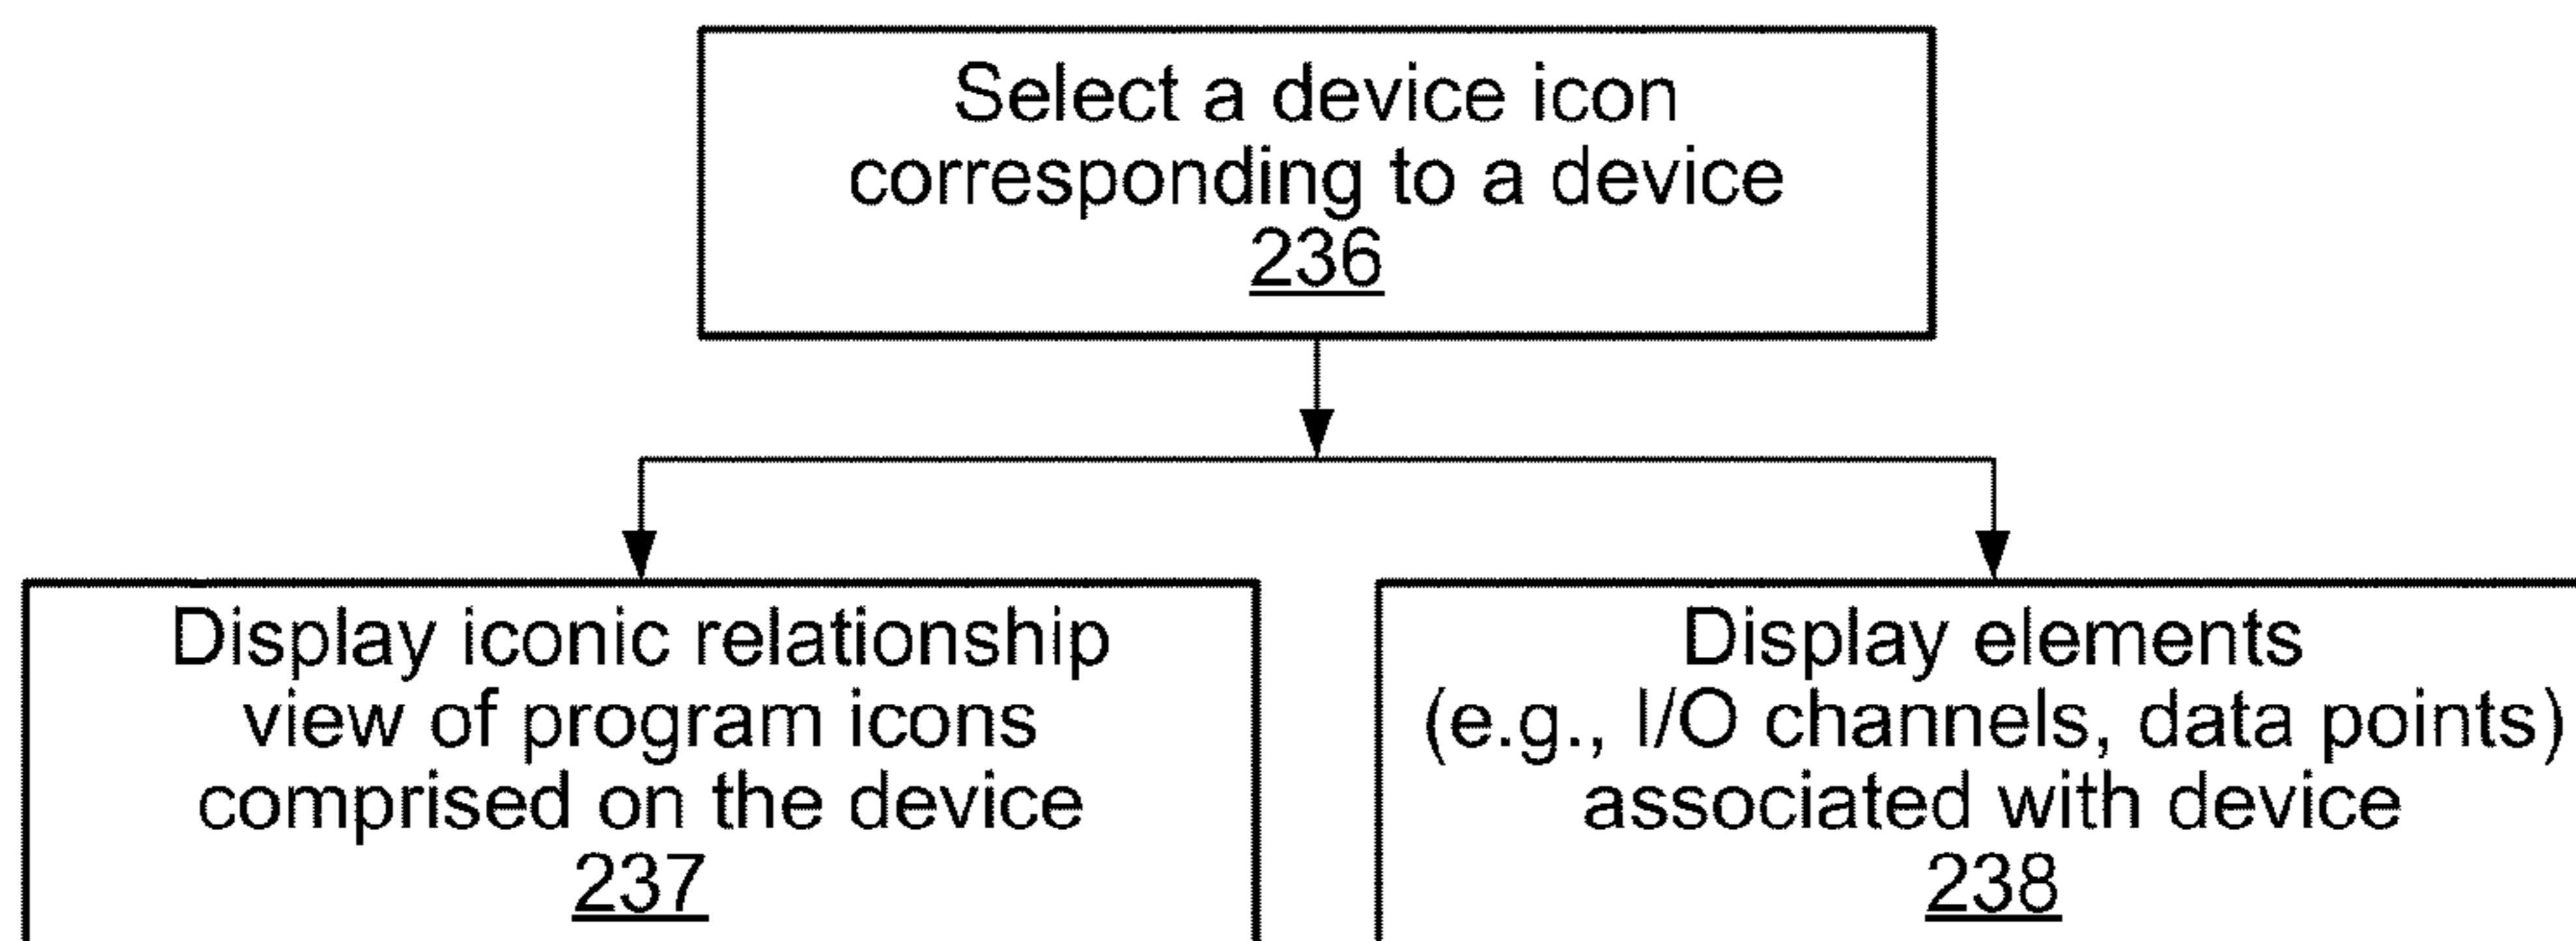 Select a device icon
corresponding to a device
236
Display iconic relationship
view of program icons
comprised on the device
237
Display elements
(e.g., I/O channels, data points)
associated with device
238